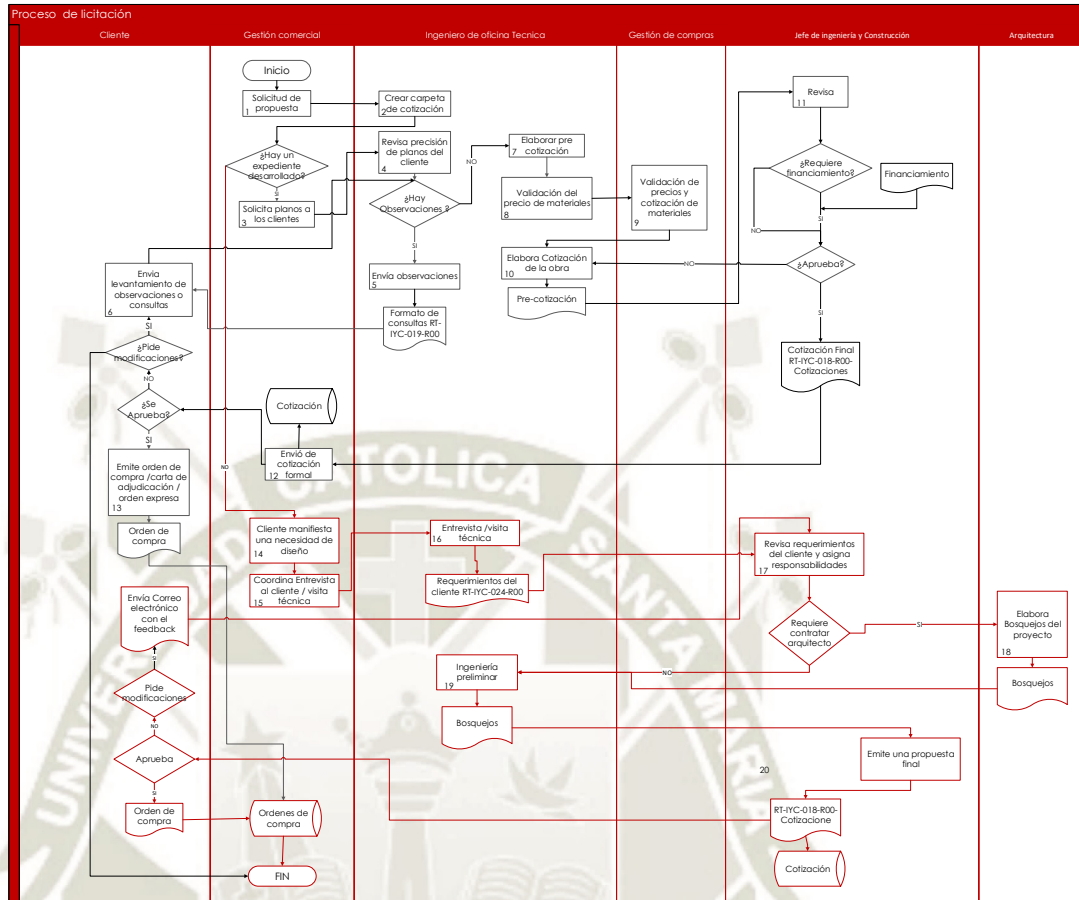 Proceso de licitación
Cliente
Gestión comercial
Ingeniero de oficina Tecnica
Gestión de compras
Jefe de ingeniería y Construcción
Arquitectura
Inicio
Solicitud de
propuesta
1
Crear carpeta
de cotización
2
¿Hay un
expediente
desarrollado?
SI
NO
Solicita planos a
los clientes
3
Revisa precisión
de planos del
cliente
4
¿Hay
Observaciones ?
NO
SI
Envía observaciones
5
Formato de
consultas RT-
IYC-019-R00
Envia
levantamiento de
observaciones o
consultas
6
Elaborar pre
cotización
7
Validación del
precio de materiales
8
Validación de
precios y
cotización de
materiales
9
Elabora Cotización
de la obra
10
Pre-cotización
Revisa
11
¿Requiere
financiamiento?
Financiamiento
SI
NO
¿Aprueba?
NO
SI
Cotización Final
RT-IYC-018-R00-
Cotizaciones
Envió de
cotización
formal
12
Cotización
¿Se
Aprueba?
NO
SI
¿Pide
modificaciones?
SI
Emite orden de
compra /carta de
adjudicación /
orden expresa
13
Orden de
compra
Cliente manifiesta
una necesidad de
diseño
14
Coordina Entrevista
al cliente / visita
técnica
15
Entrevista /visita
técnica
16
Requerimientos del
cliente RT-IYC-024-R00
Revisa requerimientos
del cliente y asigna
responsabilidades
17
Requiere
contratar
arquitecto
SI
NO
Elabora
Bosquejos del
proyecto
18
Bosquejos
Ingeniería
preliminar
19
Bosquejos
Emite una propuesta
final
20
RT-IYC-018-R00-
Cotizacione
Cotización
Envía Correo
electrónico
con el
feedback
SI
Pide
modificaciones
NO
Aprueba
SI
Orden de
compra
Ordenes de
compra
FIN
UNIVERSIDAD CATOLICA SANTA MARIA